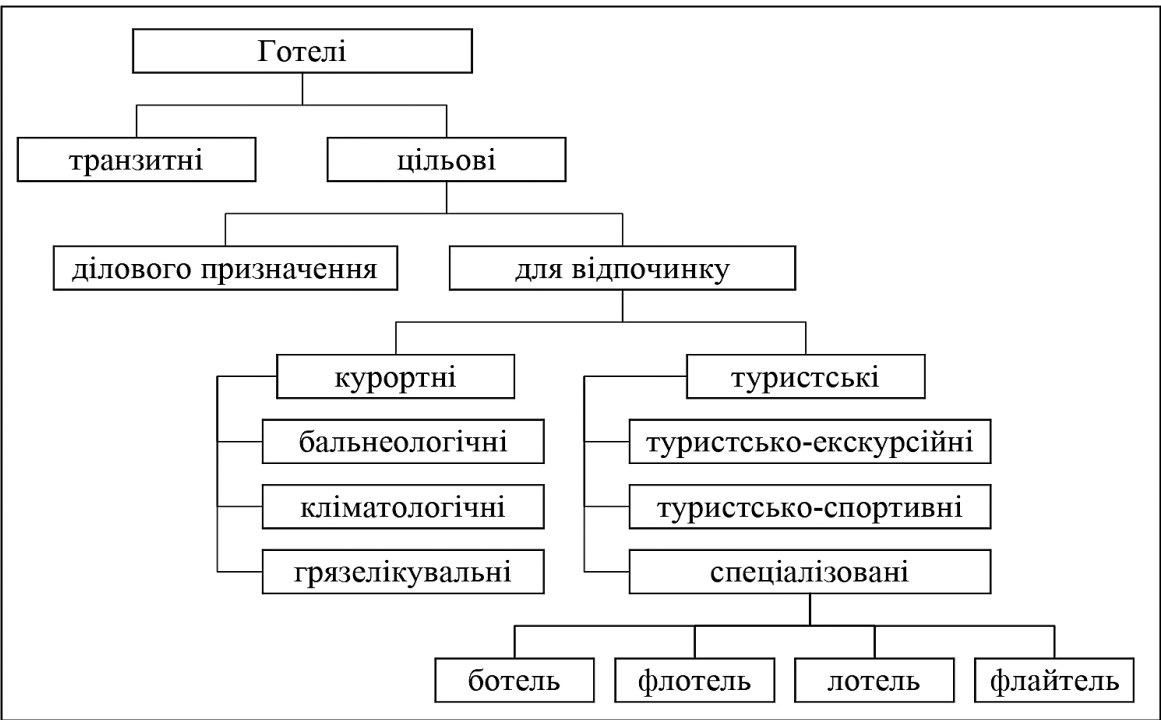 Готелі
транзитні
цільові
ділового призначення
для відпочинку
курортні
туристські
бальнеологічні
туристсько-екскурсійні
кліматологічні
туристсько-спортивні
грязелікувальні
спеціалізовані
ботель
флотель
лотель
флайтель